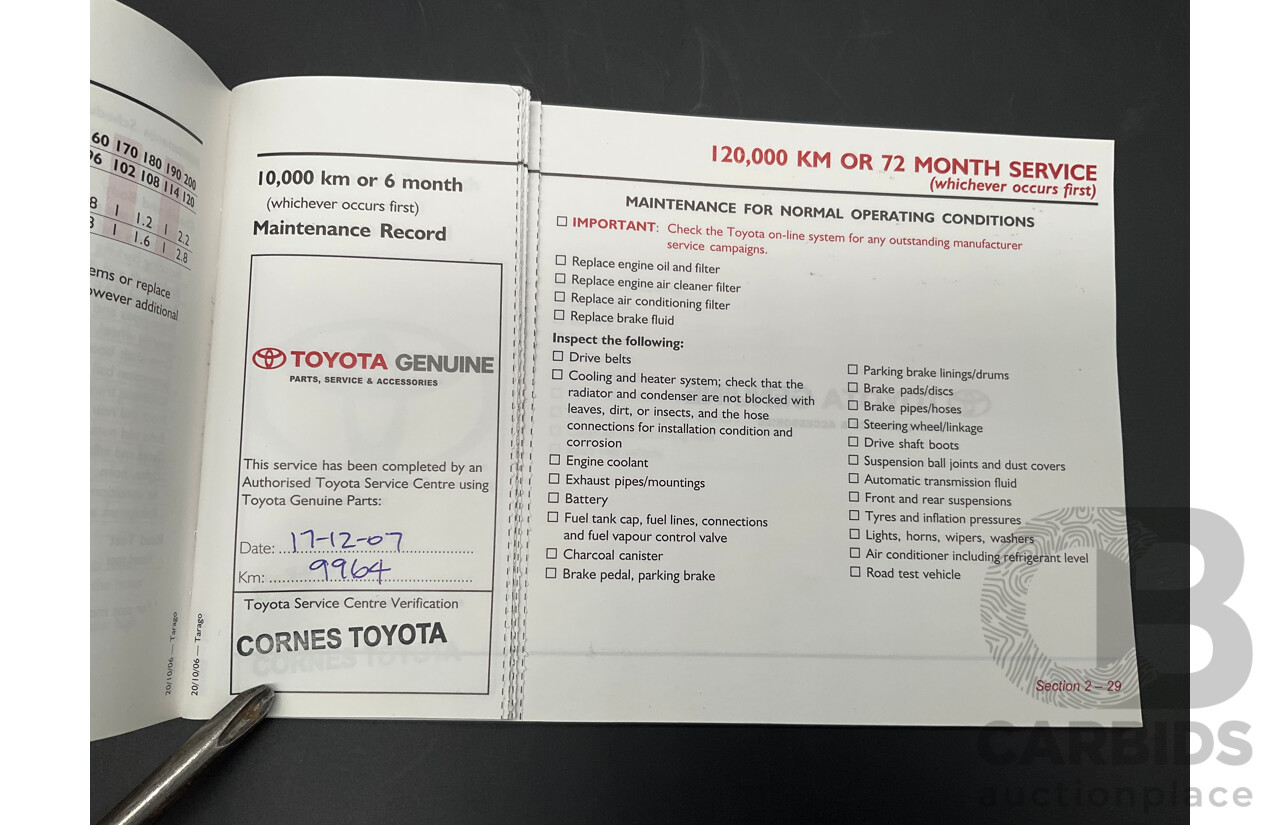 60 170 180 190 200
96 102 108 114 120
8 I 1.2 I 2.2
3 I 1.6 I 2.8
ems or replace
owever additional
20/10/06 — Tarago
20/10/06 — Tarago
10,000 km or 6 month
(whichever occurs first)
Maintenance Record
TOYOTA GENUINE
PARTS, SERVICE & ACCESSORIES
This service has been completed by an
Authorised Toyota Service Centre using
Toyota Genuine Parts:
Date: 17-12-07
Km: 9964
Toyota Service Centre Verification
CORNES TOYOTA
120,000 KM OR 72 MONTH SERVICE
(whichever occurs first)
MAINTENANCE FOR NORMAL OPERATING CONDITIONS
IMPORTANT: Check the Toyota on-line system for any outstanding manufacturer
service campaigns.
Replace engine oil and filter
Replace engine air cleaner filter
Replace air conditioning filter
Replace brake fluid
Inspect the following:
Drive belts
Cooling and heater system; check that the
radiator and condenser are not blocked with
leaves, dirt, or insects, and the hose
connections for installation condition and
corrosion
Engine coolant
Exhaust pipes/mountings
Battery
Fuel tank cap, fuel lines, connections
and fuel vapour control valve
Charcoal canister
Brake pedal, parking brake
Parking brake linings/drums
Brake pads/discs
Brake pipes/hoses
Steering wheel/linkage
Drive shaft boots
Suspension ball joints and dust covers
Automatic transmission fluid
Front and rear suspensions
Tyres and inflation pressures
Lights, horns, wipers, washers
Air conditioner including refrigerant level
Road test vehicle
Section 2 – 29
CARBIDS
auctionplace